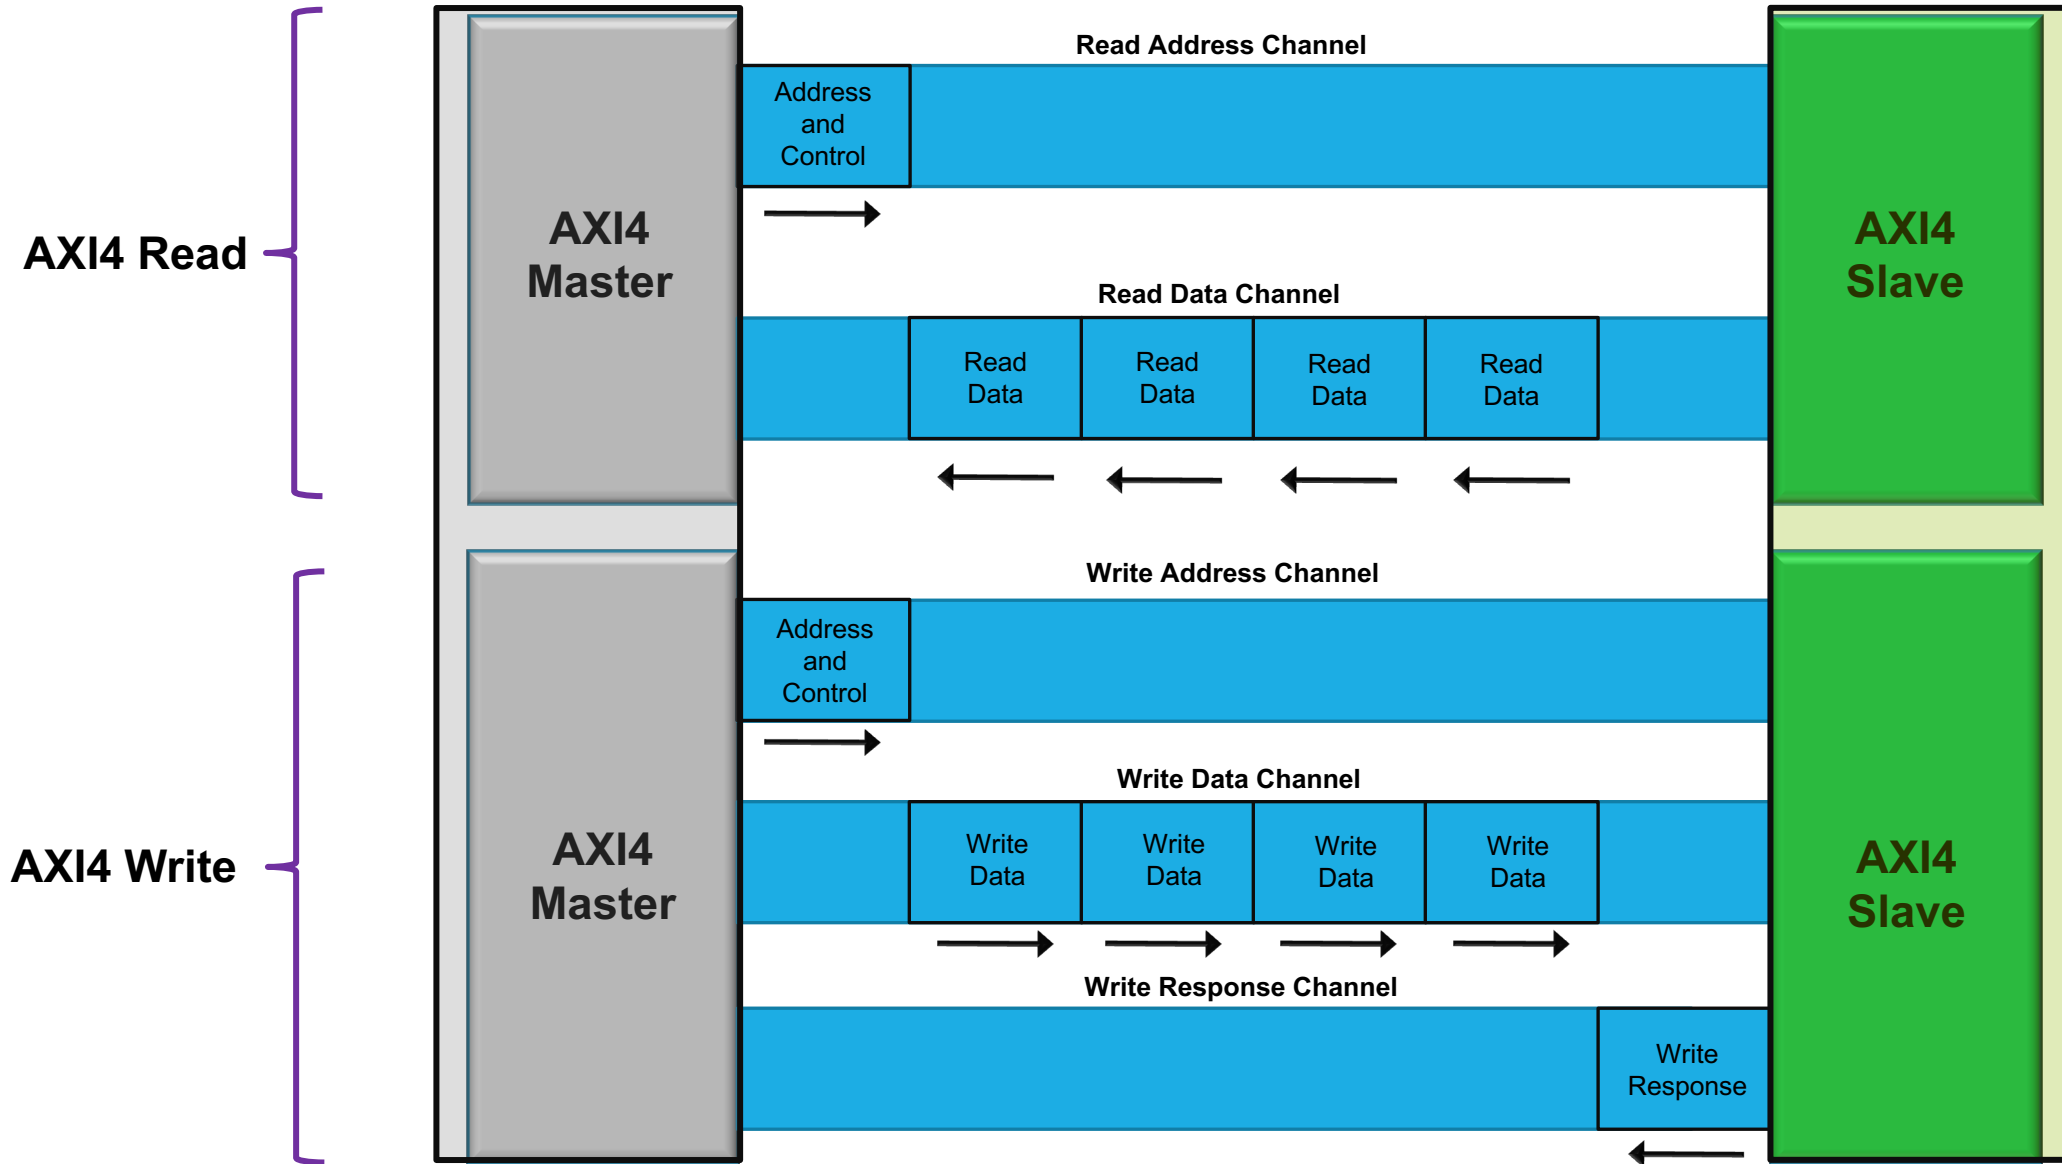 AXI4 Read
AXI4
Master
Read Address Channel
Address
and
Control
Read Data Channel
Read
Data
Read
Data
Read
Data
Read
Data
AXI4
Slave
AXI4 Write
AXI4
Master
Write Address Channel
Address
and
Control
Write Data Channel
Write
Data
Write
Data
Write
Data
Write
Data
Write Response Channel
Write
Response
AXI4
Slave